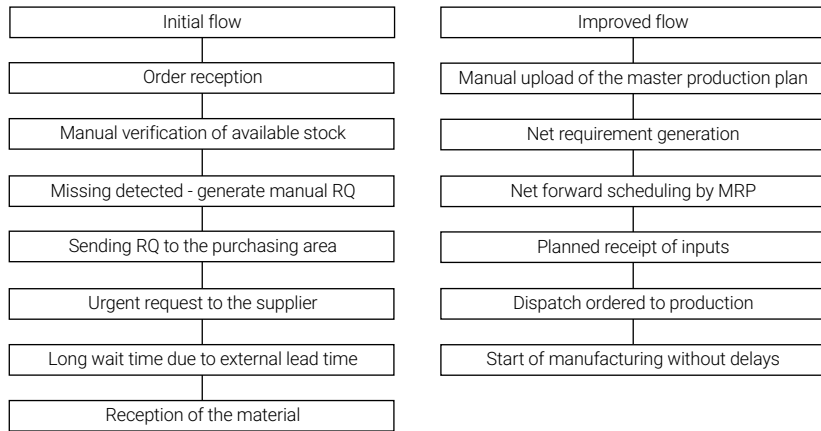 Initial flow
Order reception
Manual verification of available stock
Missing detected - generate manual RQ
Sending RQ to the purchasing area
Urgent request to the supplier
Long wait time due to external lead time
Reception of the material
Improved flow
Manual upload of the master production plan
Net requirement generation
Net forward scheduling by MRP
Planned receipt of inputs
Dispatch ordered to production
Start of manufacturing without delays